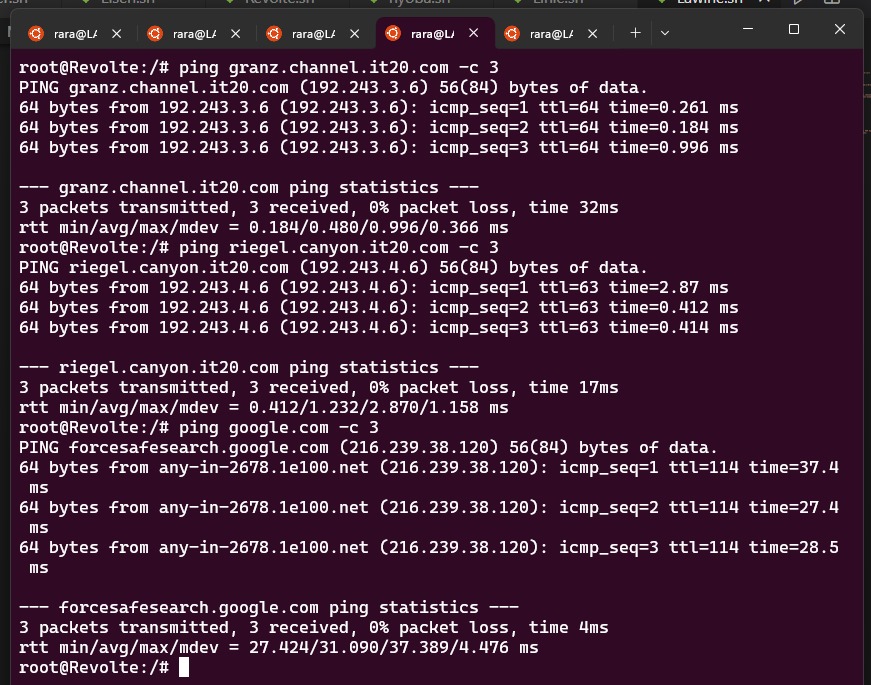 Revolte.sh
rara@LA
rara@LA
rara@LA
rara@LA
rara@LA
root@Revolte:/# ping granz.channel.it20.com -c 3
PING granz.channel.it20.com (192.243.3.6) 56(84) bytes of data.
64 bytes from 192.243.3.6 (192.243.3.6): icmp_seq=1 ttl=64 time=0.261 ms
64 bytes from 192.243.3.6 (192.243.3.6): icmp_seq=2 ttl=64 time=0.184 ms
64 bytes from 192.243.3.6 (192.243.3.6): icmp_seq=3 ttl=64 time=0.996 ms
--- granz.channel.it20.com ping statistics ---
3 packets transmitted, 3 received, 0% packet loss, time 32ms
rtt min/avg/max/mdev = 0.184/0.480/0.996/0.366 ms
root@Revolte:/# ping riegel.canyon.it20.com -c 3
PING riegel.canyon.it20.com (192.243.4.6) 56(84) bytes of data.
64 bytes from 192.243.4.6 (192.243.4.6): icmp_seq=1 ttl=63 time=2.87 ms
64 bytes from 192.243.4.6 (192.243.4.6): icmp_seq=2 ttl=63 time=0.412 ms
64 bytes from 192.243.4.6 (192.243.4.6): icmp_seq=3 ttl=63 time=0.414 ms
--- riegel.canyon.it20.com ping statistics ---
3 packets transmitted, 3 received, 0% packet loss, time 17ms
rtt min/avg/max/mdev = 0.412/1.232/2.870/1.158 ms
root@Revolte:/# ping google.com -c 3
PING forcesafesearch.google.com (216.239.38.120) 56(84) bytes of data.
64 bytes from any-in-2678.1e100.net (216.239.38.120): icmp_seq=1 ttl=114 time=37.4
ms
64 bytes from any-in-2678.1e100.net (216.239.38.120): icmp_seq=2 ttl=114 time=27.4
ms
64 bytes from any-in-2678.1e100.net (216.239.38.120): icmp_seq=3 ttl=114 time=28.5
ms
--- forcesafesearch.google.com ping statistics ---
3 packets transmitted, 3 received, 0% packet loss, time 4ms
rtt min/avg/max/mdev = 27.424/31.090/37.389/4.476 ms
root@Revolte:/#